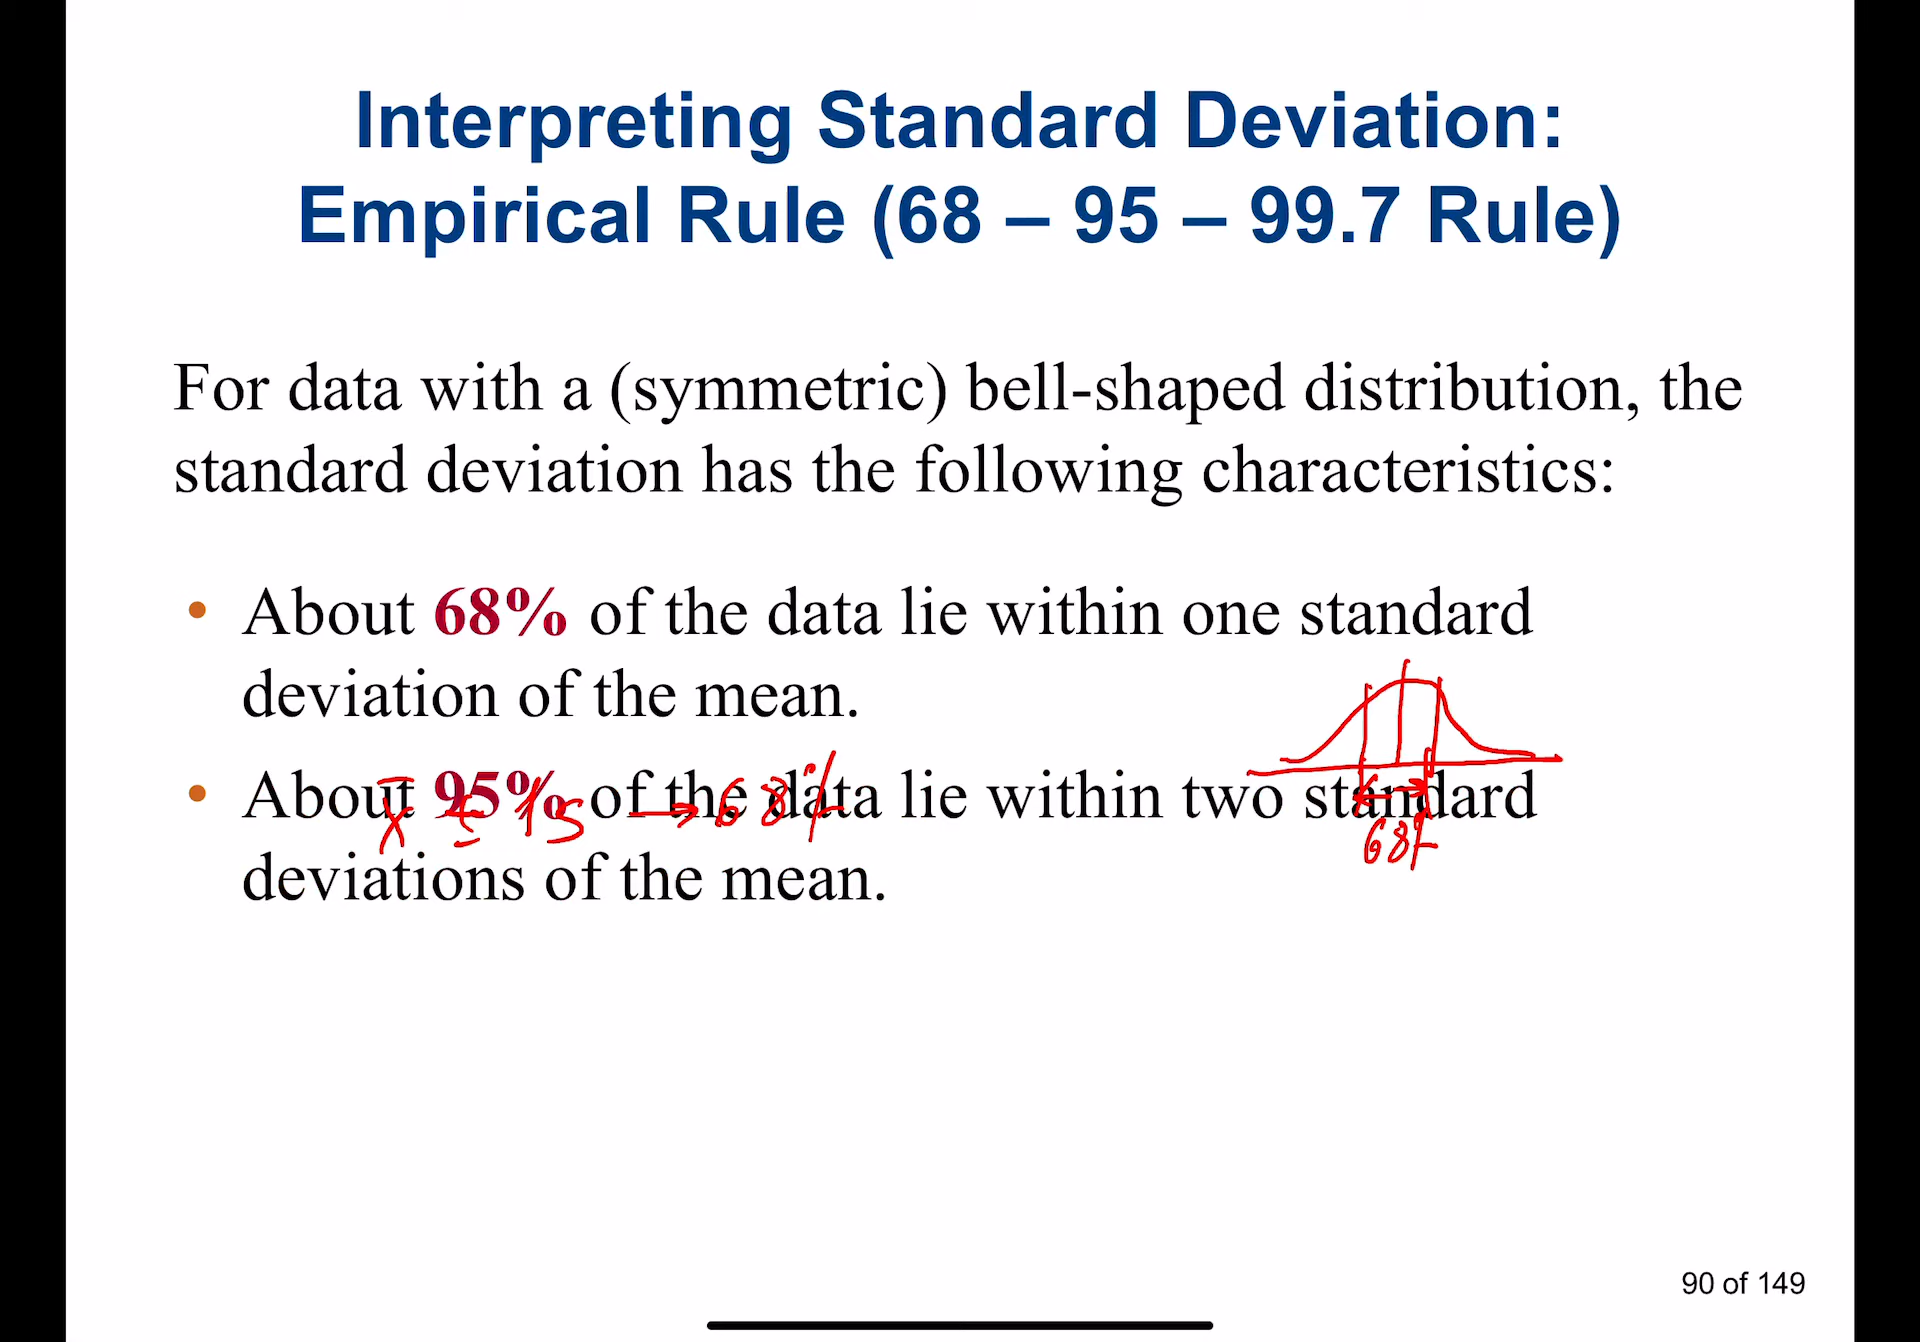 Interpreting Standard Deviation:
Empirical Rule (68 – 95 – 99.7 Rule)
For data with a (symmetric) bell-shaped distribution, the
standard deviation has the following characteristics:
• About 68% of the data lie within one standard
deviation of the mean.
• About 95% of the data lie within two standard
x̄ ± 1s → 68%
68%
deviations of the mean.
90 of 149